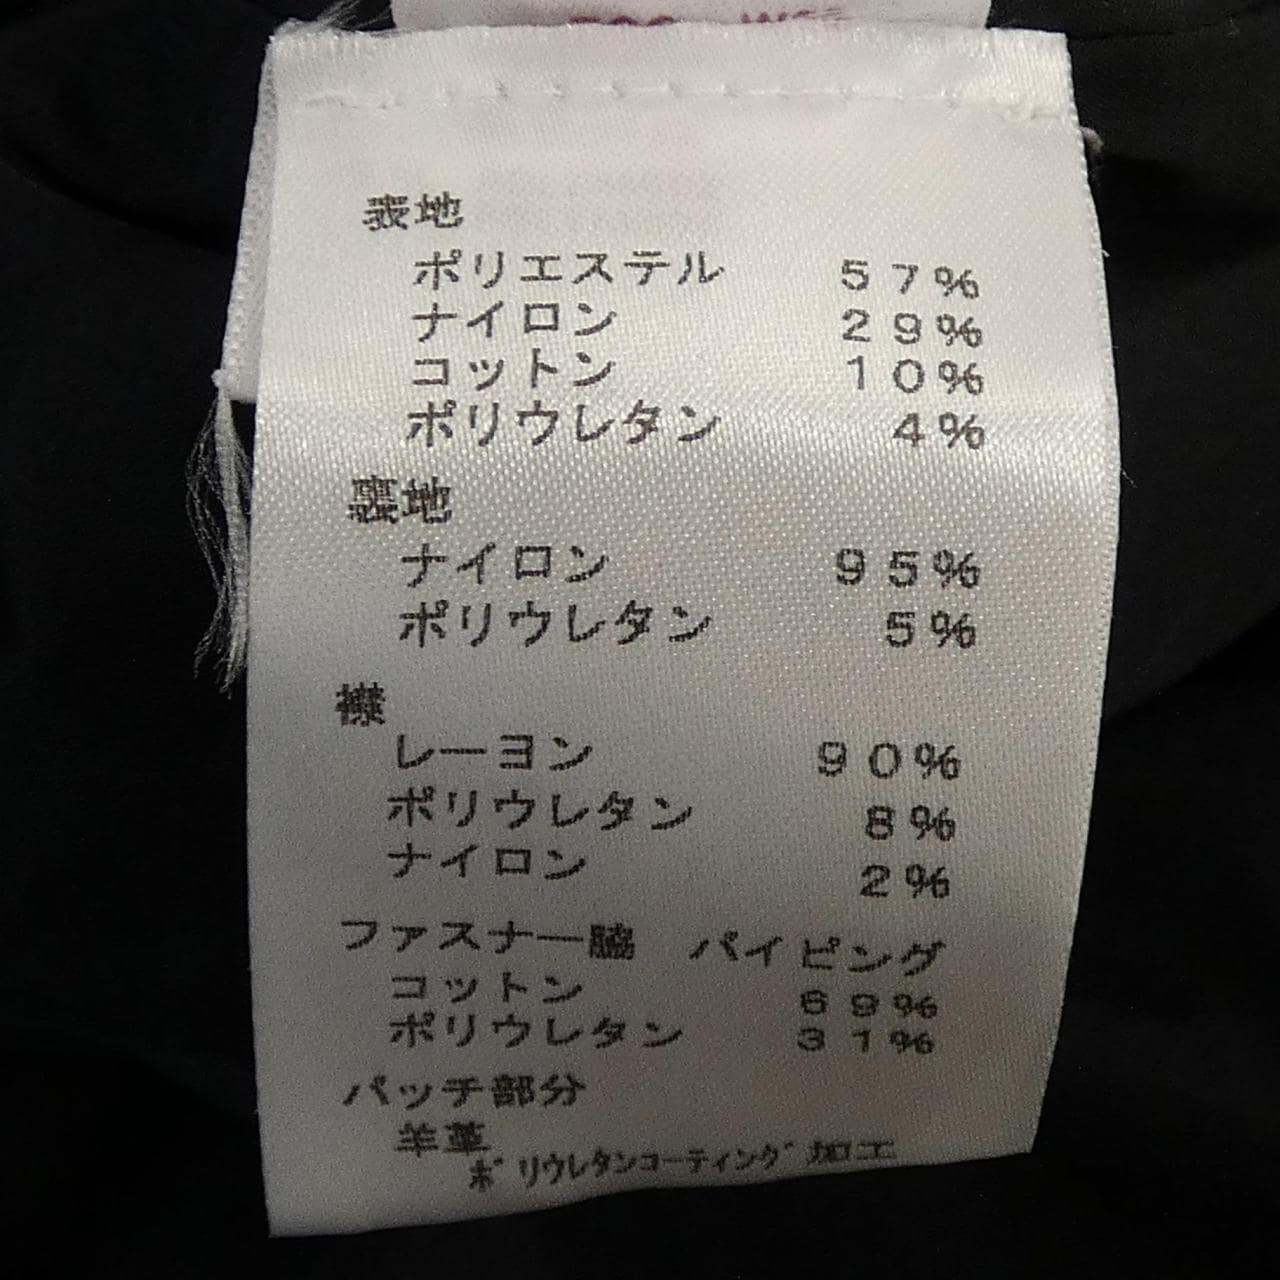 表地
ポリエステル 57%
ナイロン 29%
コットン 10%
ポリウレタン 4%
裏地
ナイロン 95%
ポリウレタン 5%
襟
レーヨン 90%
ポリウレタン 8%
ナイロン 2%
ファスナー脇 パイピング
コットン 69%
ポリウレタン 31%
パッチ部分
羊革
ポリウレタンコーティング加工